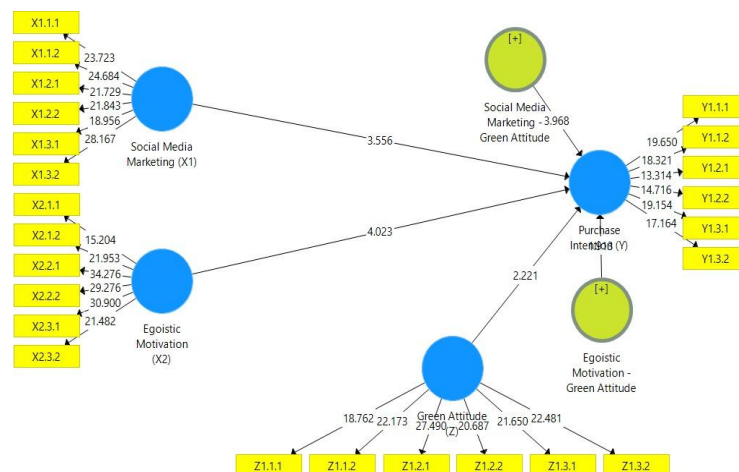 X1.1.1
X1.1.2
X1.2.1
X1.2.2
X1.3.1
X1.3.2
23.723
24.684
21.729
21.843
18.956
28.167
Social Media
Marketing (X1)
X2.1.1
X2.1.2
X2.2.1
X2.2.2
X2.3.1
X2.3.2
15.204
21.953
34.276
29.276
30.900
21.482
Egoistic
Motivation
(X2)
3.556
4.023
2.221
[+]
Social Media
Marketing -
Green Attitude
3.968
Purchase
Intention (Y)
[+]
Egoistic
Motivation -
Green Attitude
Y1.1.1
Y1.1.2
Y1.2.1
Y1.2.2
Y1.3.1
Y1.3.2
19.650
18.321
13.314
14.716
19.154
17.164
Green Attitude
(Z)
18.762
22.173
27.490
20.687
21.650
22.481
Z1.1.1
Z1.1.2
Z1.2.1
Z1.2.2
Z1.3.1
Z1.3.2